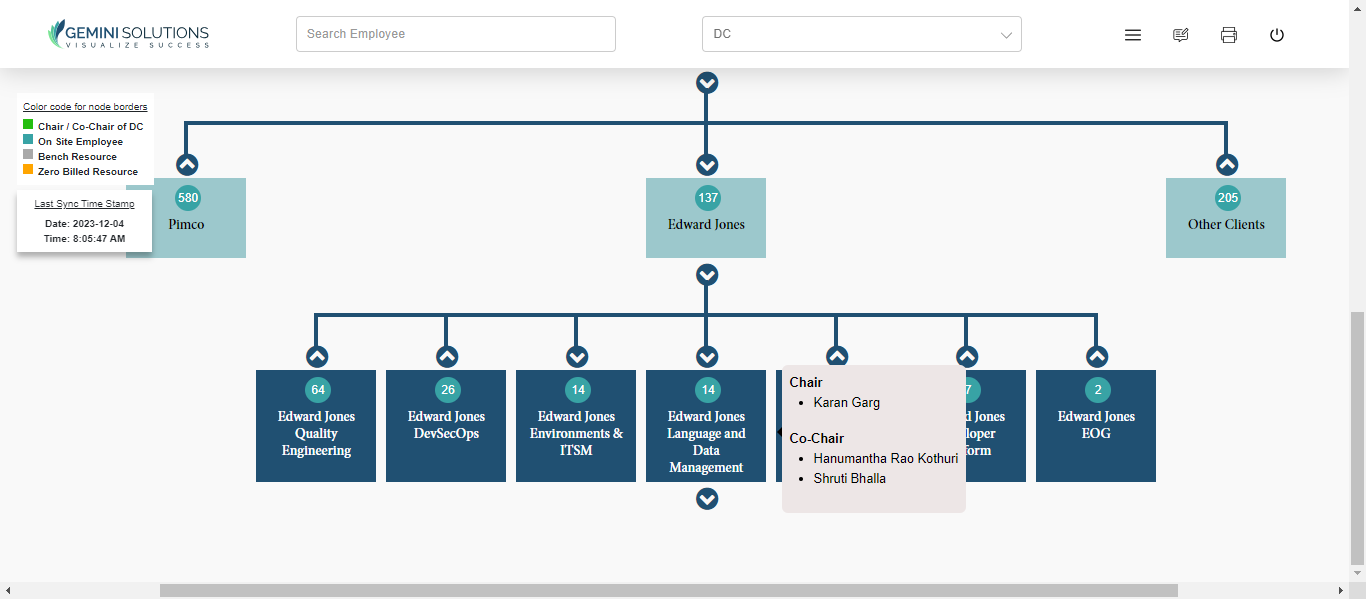 GEMINI SOLUTIONS
VISUALIZE SUCCESS
Search Employee
DC
Color code for node borders
Chair / Co-Chair of DC
On Site Employee
Bench Resource
Zero Billed Resource
Last Sync Time Stamp
Date: 2023-12-04
Time: 8:05:47 AM
580
Pimco
137
Edward Jones
205
Other Clients
64
Edward Jones
Quality
Engineering
26
Edward Jones
DevSecOps
14
Edward Jones
Environments &
ITSM
14
Edward Jones
Language and
Data
Management
Chair
• Karan Garg
Co-Chair
• Hanumantha Rao Kothuri
• Shruti Bhalla
7
d Jones
loper
form
2
Edward Jones
EOG